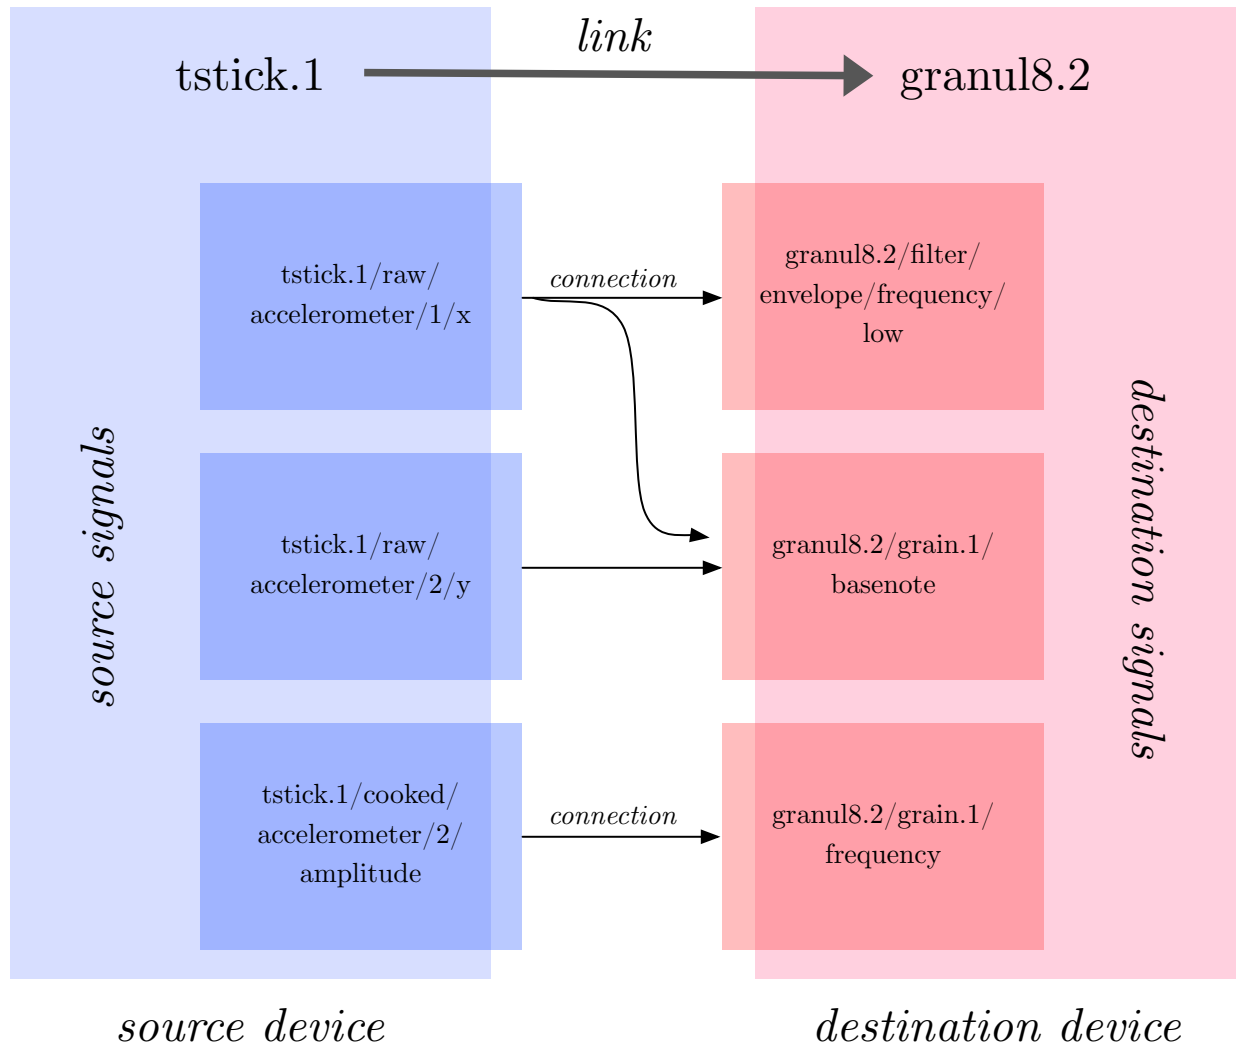 link
tstick.1
granul8.2
source signals
tstick.1/raw/
accelerometer/1/x
connection
granul8.2/filter/
envelope/frequency/
low
tstick.1/raw/
accelerometer/2/y
granul8.2/grain.1/
basenote
tstick.1/cooked/
accelerometer/2/
amplitude
connection
granul8.2/grain.1/
frequency
destination signals
source device
destination device